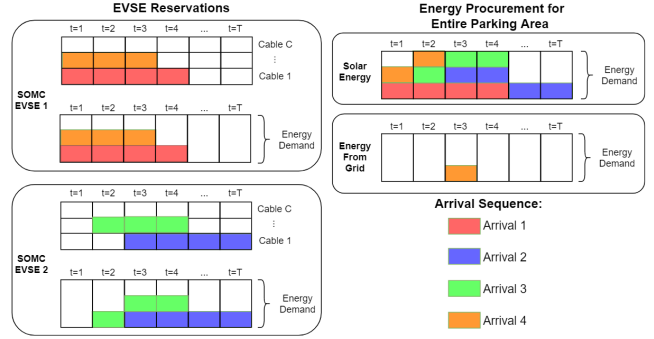 EVSE Reservations
t=1 t=2 t=3 t=4 ... t=T
Cable C
⋮
Cable 1
SOMC
EVSE 1
t=1 t=2 t=3 t=4 ... t=T
Energy
Demand
t=1 t=2 t=3 t=4 ... t=T
Cable C
⋮
Cable 1
SOMC
EVSE 2
t=1 t=2 t=3 t=4 ... t=T
Energy
Demand
Energy Procurement for
Entire Parking Area
t=1 t=2 t=3 t=4 ... t=T
Solar
Energy
Energy
Demand
t=1 t=2 t=3 t=4 ... t=T
Energy
From
Grid
Energy
Demand
Arrival Sequence:
Arrival 1
Arrival 2
Arrival 3
Arrival 4